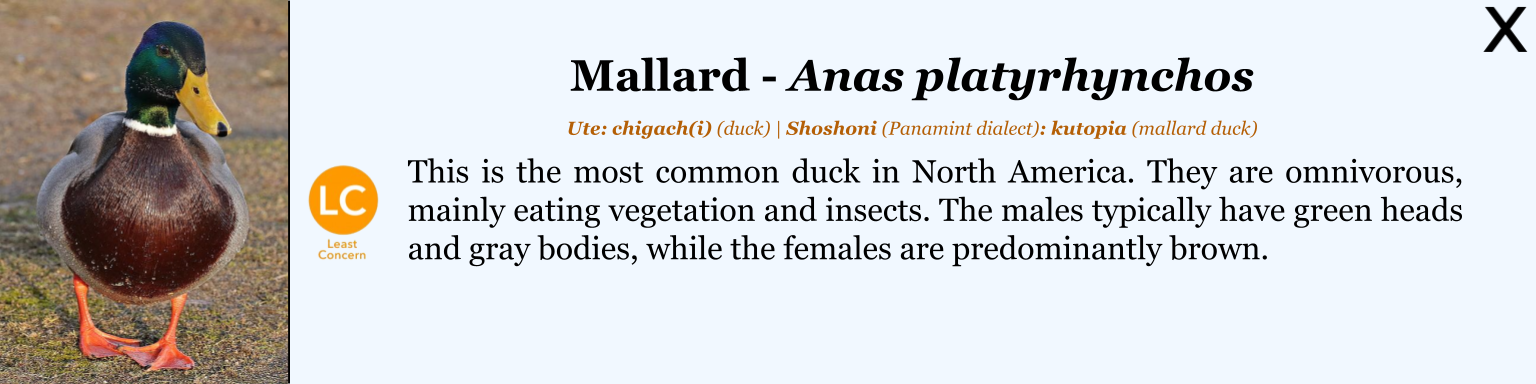 X
Mallard - Anas platyrhynchos
Ute: chigach(i) (duck) | Shoshoni (Panamint dialect): kutopia (mallard duck)
This is the most common duck in North America. They are omnivorous,
mainly eating vegetation and insects. The males typically have green heads
and gray bodies, while the females are predominantly brown.
LC
Least
Concern